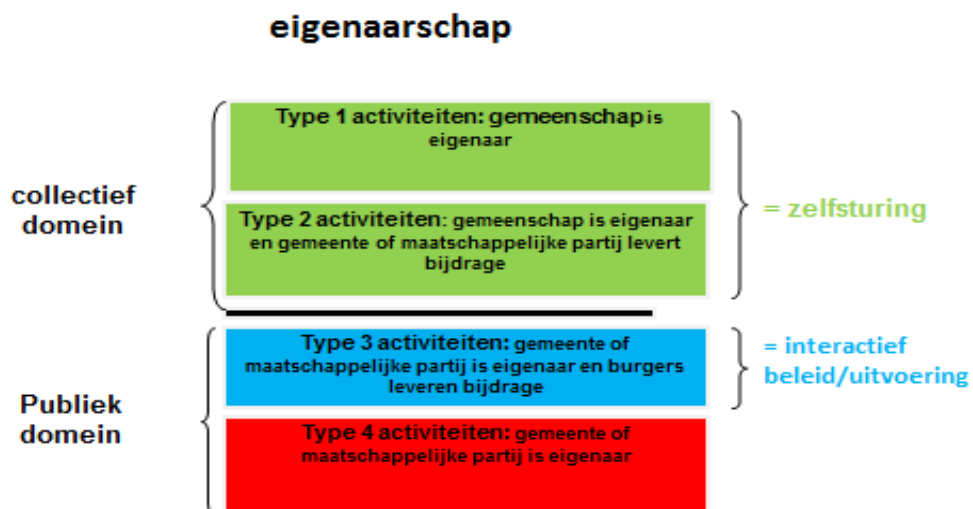 eigenaarschap
collectief
domein
Type 1 activiteiten: gemeenschap is
eigenaar
Type 2 activiteiten: gemeenschap is eigenaar
en gemeente of maatschappelijke partij levert
bijdrage
= zelfsturing
Publiek
domein
Type 3 activiteiten: gemeente of
maatschappelijke partij is eigenaar en burgers
leveren bijdrage
= interactief
beleid/uitvoering
Type 4 activiteiten: gemeente of
maatschappelijke partij is eigenaar